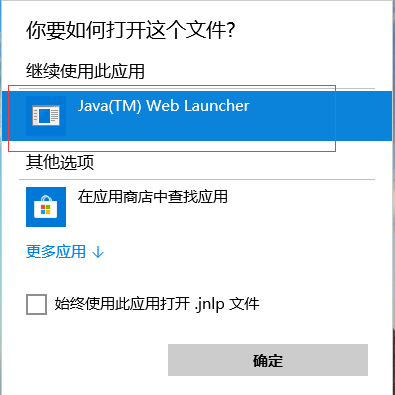 你要如何打开这个文件?
继续使用此应用
Java(TM) Web Launcher
其他选项
在应用商店中查找应用
更多应用 ↓
始终使用此应用打开 .jnlp 文件
确定